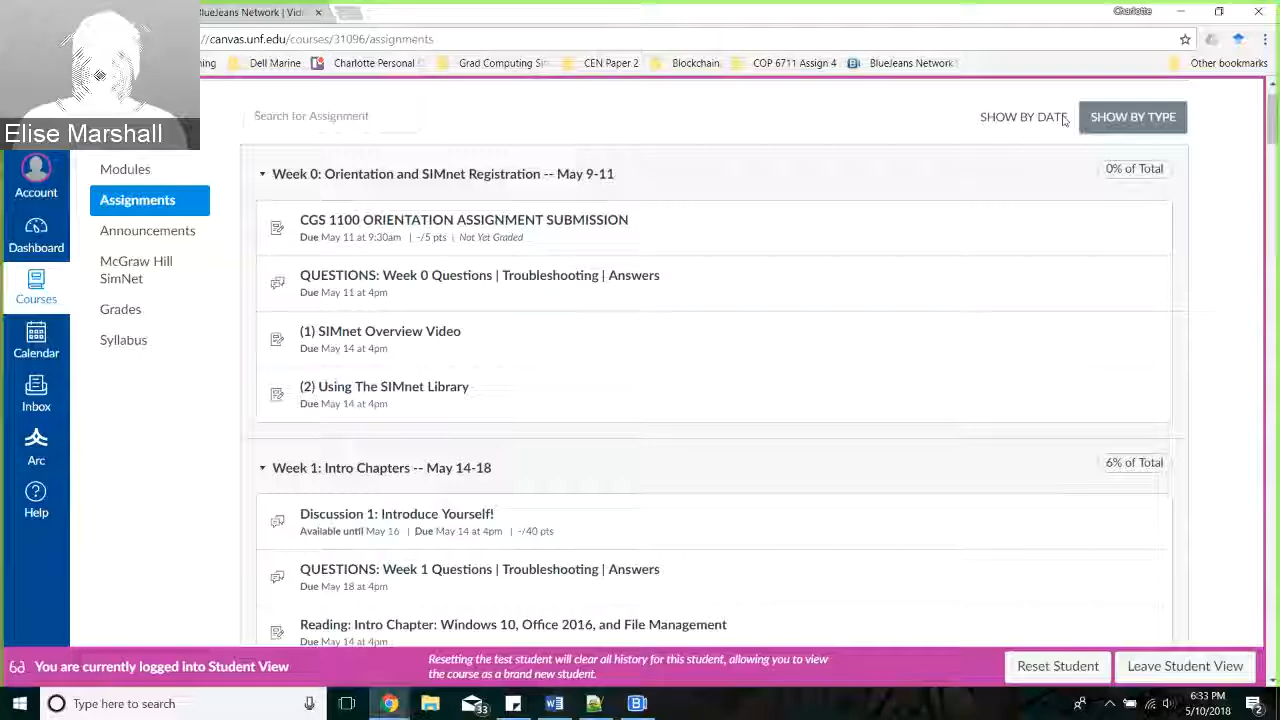 BlueJeans Network | Vid
Charlotte
//canvas.unf.edu/courses/31096/assignments
ning
Dell Marine
Charlotte Personal
Grad Computing Si
CEN Paper 2
Blockchain
COP 6711 Assign 4
BlueJeans Network
Other bookmarks
Elise Marshall
Search for Assignment
SHOW BY DATE
SHOW BY TYPE
Account
Dashboard
Courses
Calendar
Inbox
33
Arc
Help
Modules
Assignments
Announcements
McGraw Hill
SimNet
Grades
Syllabus
Week 0: Orientation and SIMnet Registration -- May 9-11
0% of Total
CGS 1100 ORIENTATION ASSIGNMENT SUBMISSION
Due May 11 at 9:30am | -/5 pts | Not Yet Graded
QUESTIONS: Week 0 Questions | Troubleshooting | Answers
Due May 11 at 4pm
(1) SIMnet Overview Video
Due May 14 at 4pm
(2) Using The SIMnet Library
Due May 14 at 4pm
Week 1: Intro Chapters -- May 14-18
6% of Total
Discussion 1: Introduce Yourself!
Available until May 16 | Due May 14 at 4pm | -/40 pts
QUESTIONS: Week 1 Questions | Troubleshooting | Answers
Due May 18 at 4pm
Reading: Intro Chapter: Windows 10, Office 2016, and File Management
Due May 14 at 4pm
You are currently logged into Student View
Resetting the test student will clear all history for this student, allowing you to view
the course as a brand new student.
Reset Student
Leave Student View
Type here to search
6:33 PM
5/10/2018